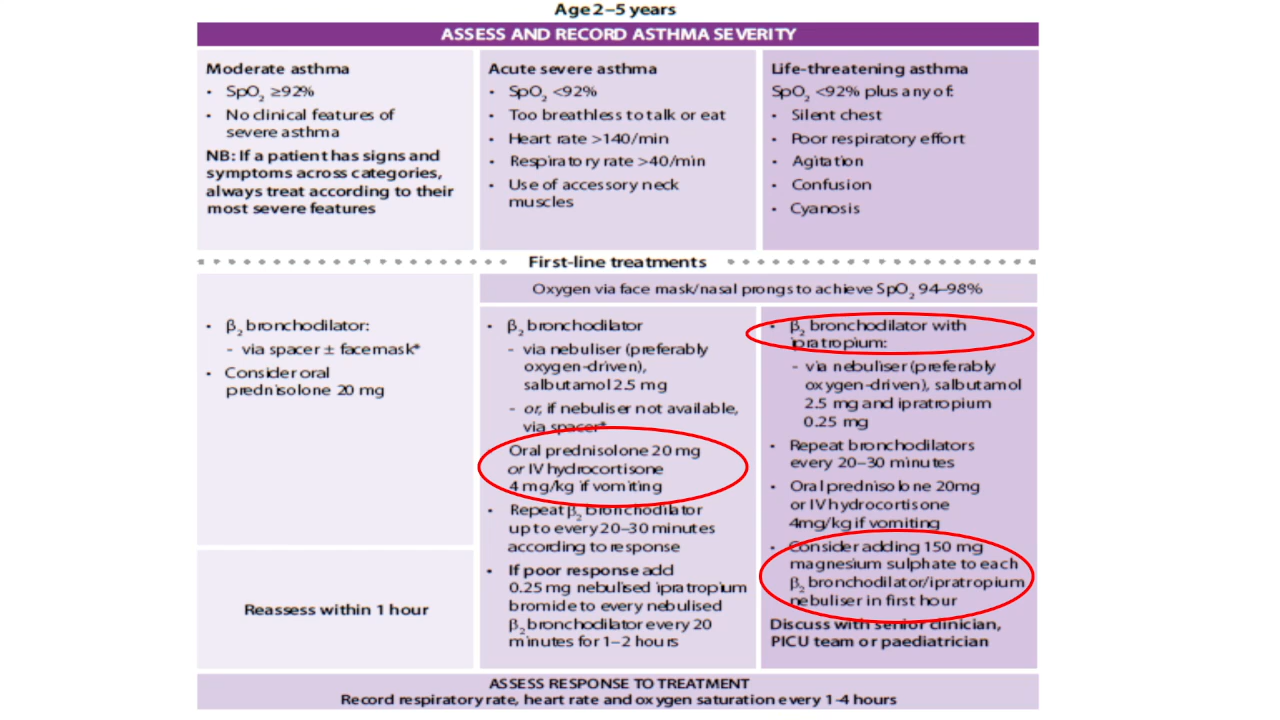 Age 2–5 years
ASSESS AND RECORD ASTHMA SEVERITY
Moderate asthma
• SpO₂ ≥92%
• No clinical features of
severe asthma
NB: If a patient has signs and
symptoms across categories,
always treat according to their
most severe features
Acute severe asthma
• SpO₂ <92%
• Too breathless to talk or eat
• Heart rate >140/min
• Respiratory rate >40/min
• Use of accessory neck
muscles
Life-threatening asthma
SpO₂ <92% plus any of:
• Silent chest
• Poor respiratory effort
• Agitation
• Confusion
• Cyanosis
First-line treatments
Oxygen via face mask/nasal prongs to achieve SpO₂ 94–98%
• β₂ bronchodilator:
- via spacer ± facemask*
• Consider oral
prednisolone 20 mg
Reassess within 1 hour
• β₂ bronchodilator
- via nebuliser (preferably
oxygen-driven),
salbutamol 2.5 mg
- or, if nebuliser not available,
via spacer*
Oral prednisolone 20 mg
or IV hydrocortisone
4 mg/kg if vomiting
• Repeat β₂ bronchodilator
up to every 20–30 minutes
according to response
• If poor response add
0.25 mg nebulised ipratropium
bromide to every nebulised
β₂ bronchodilator every 20
minutes for 1–2 hours
• β₂ bronchodilator with
ipratropium:
- via nebuliser (preferably
oxygen-driven), salbutamol
2.5 mg and ipratropium
0.25 mg
• Repeat bronchodilators
every 20–30 minutes
• Oral prednisolone 20mg
or IV hydrocortisone
4mg/kg if vomiting
• Consider adding 150 mg
magnesium sulphate to each
β₂ bronchodilator/ipratropium
nebuliser in first hour
Discuss with senior clinician,
PICU team or paediatrician
ASSESS RESPONSE TO TREATMENT
Record respiratory rate, heart rate and oxygen saturation every 1-4 hours